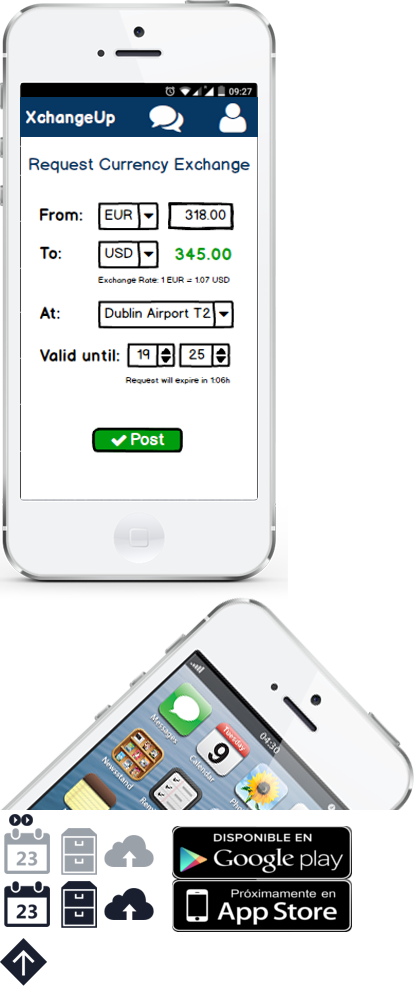 09:27
XchangeUp
Request Currency Exchange
From: EUR 318.00
To: USD 345.00
Exchange Rate: 1 EUR = 1.07 USD
At: Dublin Airport T2
Valid until: 19 25
Request will expire in 1:06h
Post
04:30
Messages
Tuesday
9
Calendar
Newsstand
23
DISPONIBLE EN
Google play
23
Próximamente en
App Store